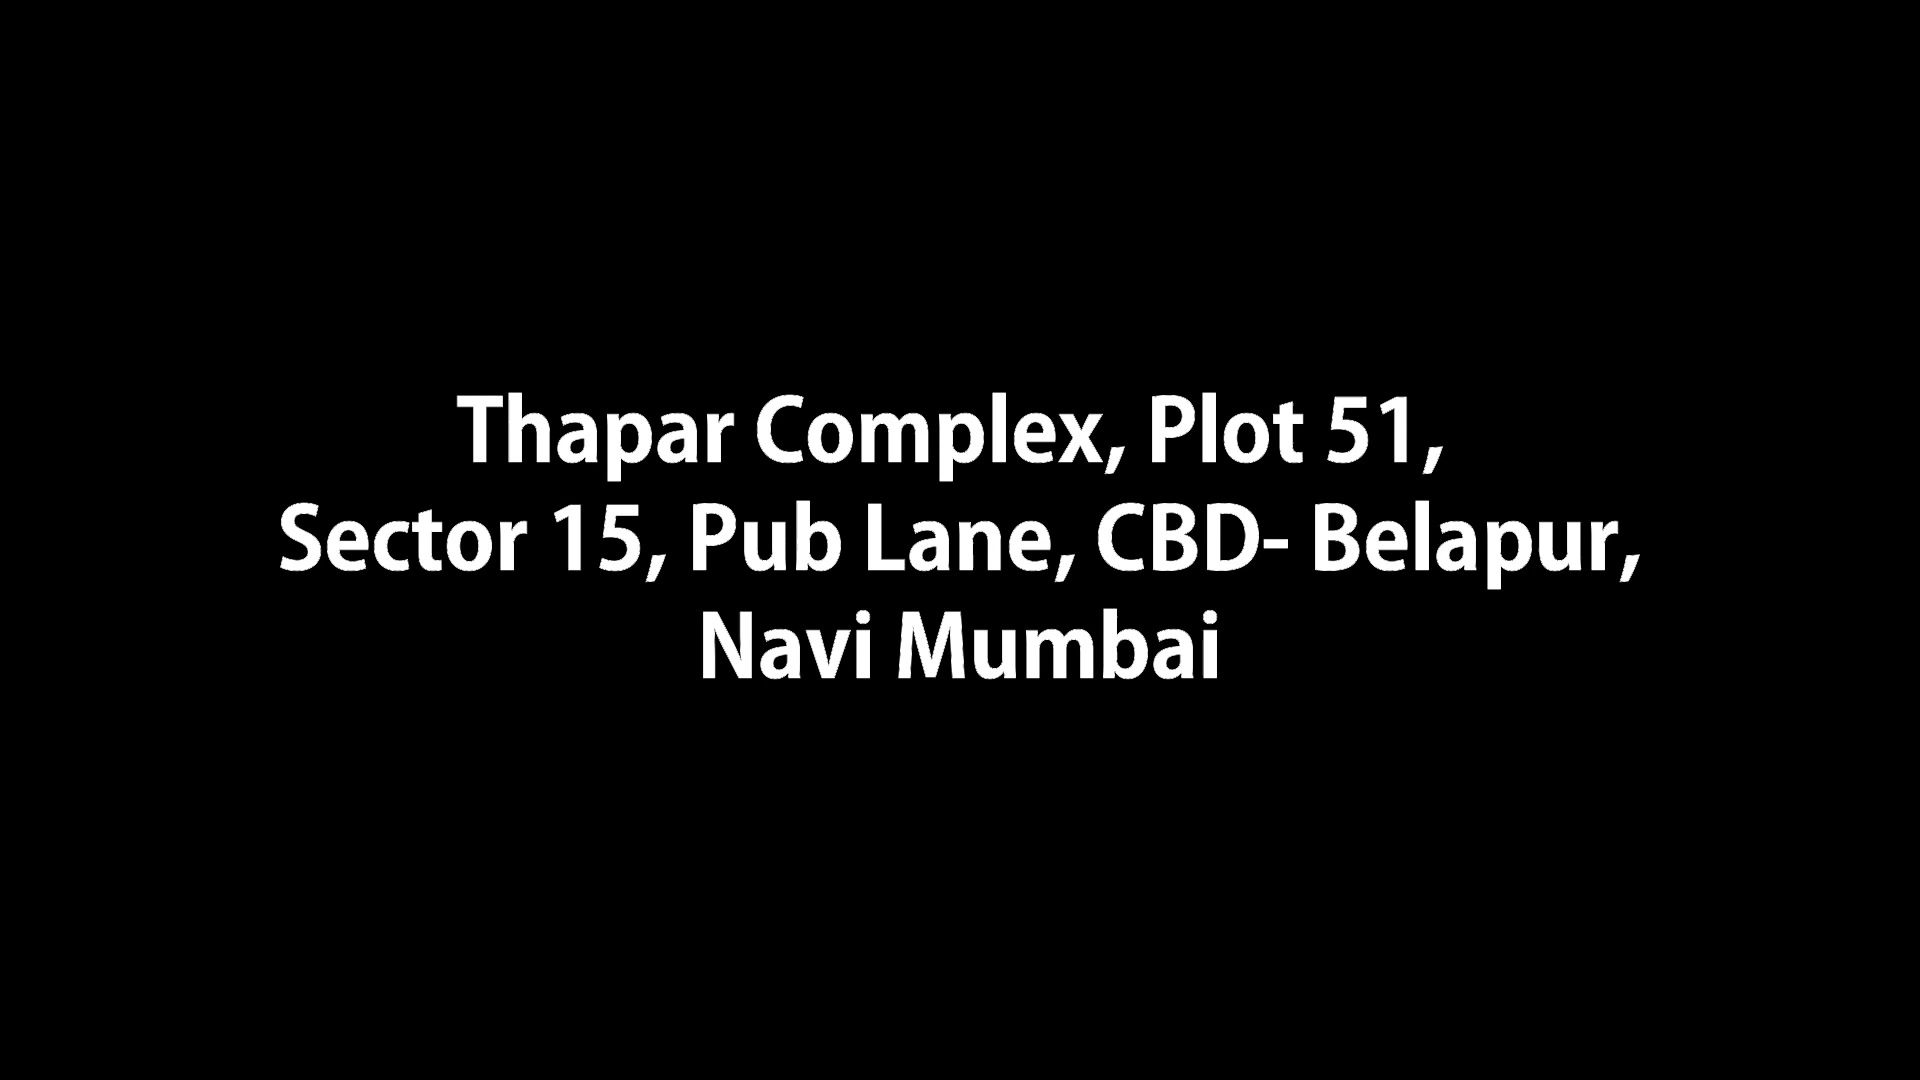 Thapar Complex, Plot 51,
Sector 15, Pub Lane, CBD- Belapur,
Navi Mumbai